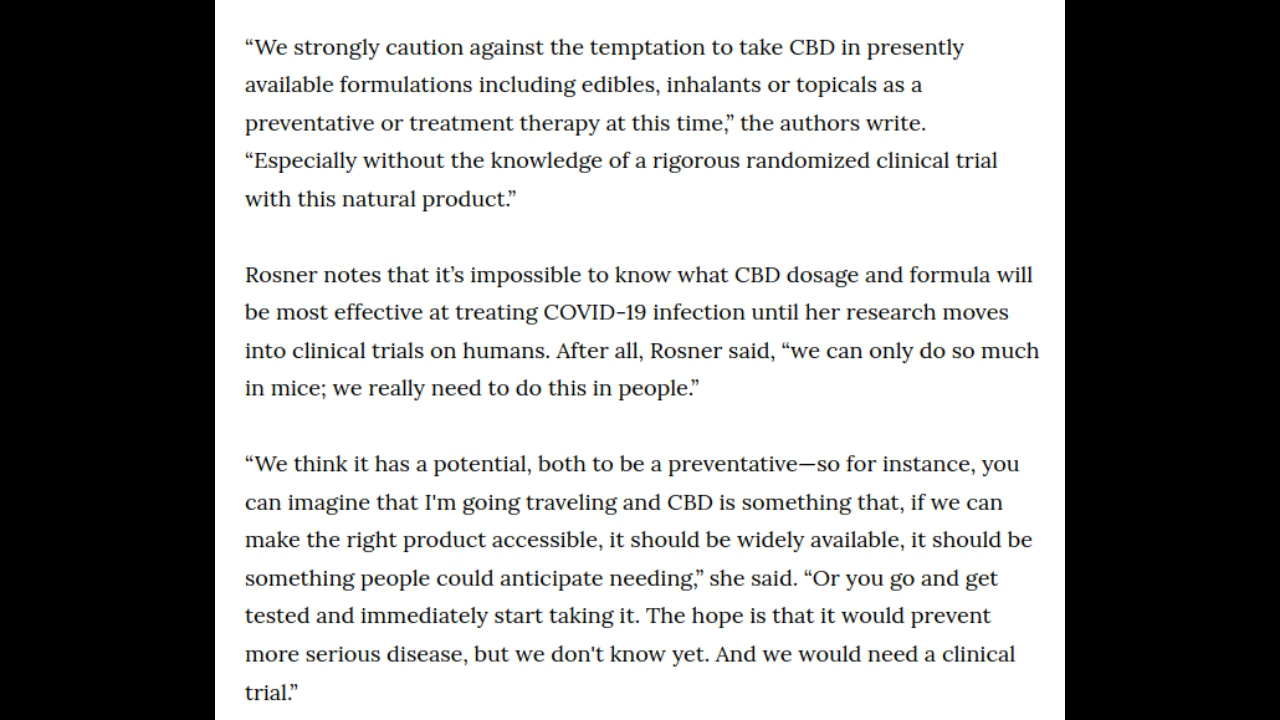 “We strongly caution against the temptation to take CBD in presently
available formulations including edibles, inhalants or topicals as a
preventative or treatment therapy at this time,” the authors write.
“Especially without the knowledge of a rigorous randomized clinical trial
with this natural product.”
Rosner notes that it’s impossible to know what CBD dosage and formula will
be most effective at treating COVID-19 infection until her research moves
into clinical trials on humans. After all, Rosner said, “we can only do so much
in mice; we really need to do this in people.”
“We think it has a potential, both to be a preventative—so for instance, you
can imagine that I'm going traveling and CBD is something that, if we can
make the right product accessible, it should be widely available, it should be
something people could anticipate needing,” she said. “Or you go and get
tested and immediately start taking it. The hope is that it would prevent
more serious disease, but we don't know yet. And we would need a clinical
trial.”